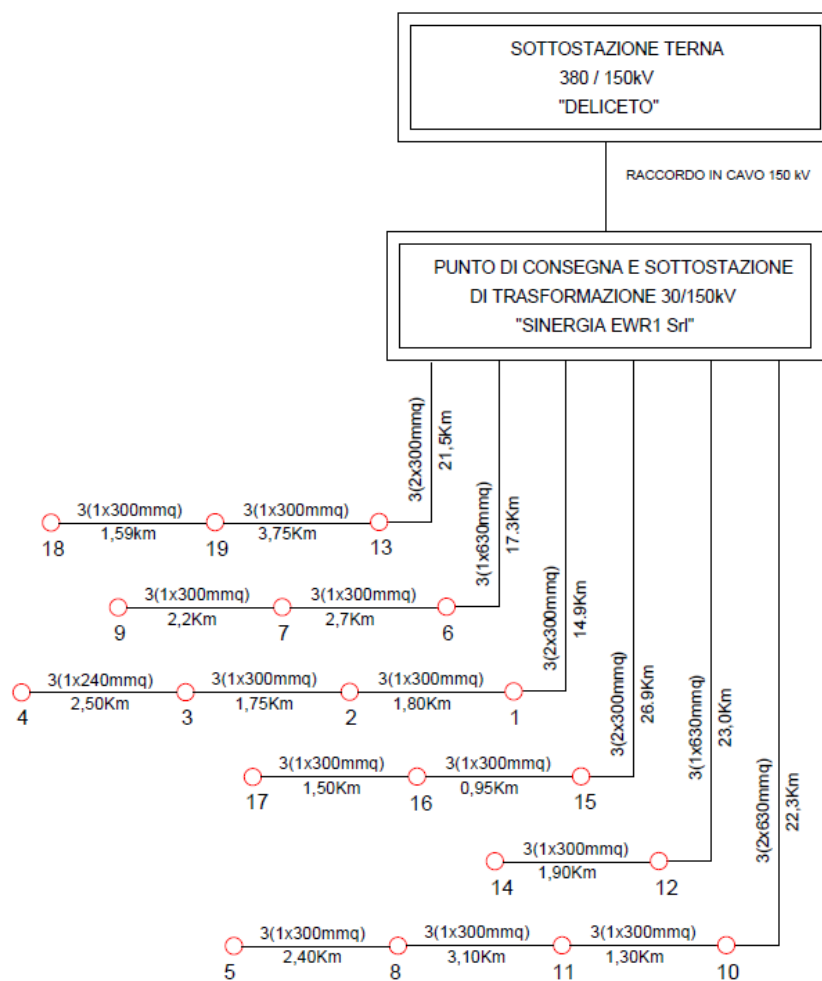 SOTTOSTAZIONE TERNA
380 / 150kV
"DELICETO"
RACCORDO IN CAVO 150 kV
PUNTO DI CONSEGNA E SOTTOSTAZIONE
DI TRASFORMAZIONE 30/150kV
"SINERGIA EWR1 Srl"
3(2x300mmq)
21,5Km
3(1x630mmq)
17.3Km
3(2x300mmq)
14.9Km
3(2x300mmq)
26.9Km
3(1x630mmq)
23,0Km
3(2x630mmq)
22,3Km
3(1x300mmq) 3(1x300mmq)
1,59km 3,75Km
18 19 13
3(1x300mmq) 3(1x300mmq)
2,2Km 2,7Km
9 7 6
3(1x240mmq) 3(1x300mmq) 3(1x300mmq)
2,50Km 1,75Km 1,80Km
4 3 2 1
3(1x300mmq) 3(1x300mmq)
1,50Km 0,95Km
17 16 15
3(1x300mmq)
1,90Km
14 12
3(1x300mmq) 3(1x300mmq) 3(1x300mmq)
2,40Km 3,10Km 1,30Km
5 8 11 10